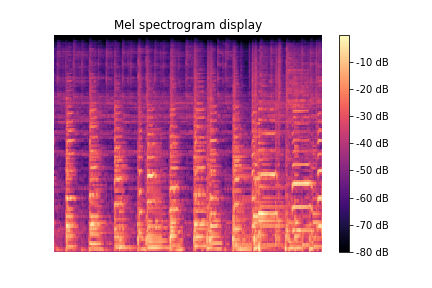 Mel spectrogram display
-10 dB
-20 dB
-30 dB
-40 dB
-50 dB
-60 dB
-70 dB
-80 dB